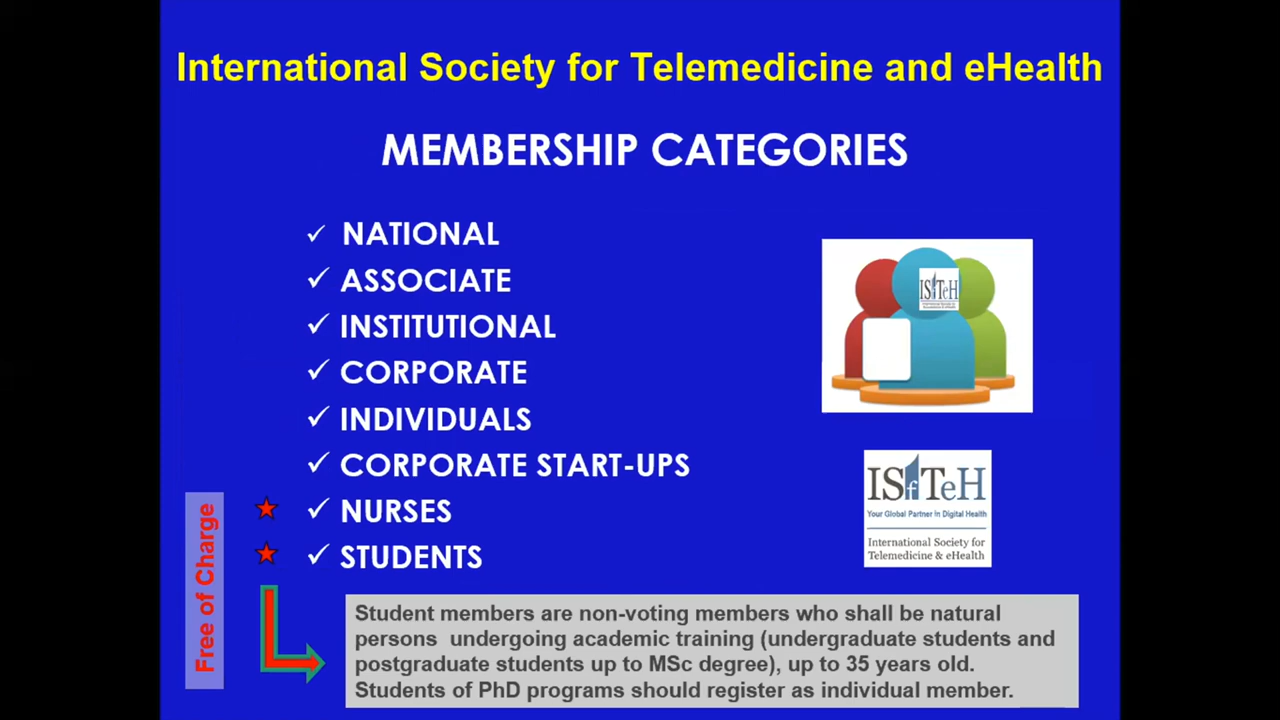 International Society for Telemedicine and eHealth
MEMBERSHIP CATEGORIES
✓ NATIONAL
✓ ASSOCIATE
✓ INSTITUTIONAL
✓ CORPORATE
✓ INDIVIDUALS
✓ CORPORATE START-UPS
✓ NURSES
✓ STUDENTS
Free of Charge
Student members are non-voting members who shall be natural
persons undergoing academic training (undergraduate students and
postgraduate students up to MSc degree), up to 35 years old.
Students of PhD programs should register as individual member.
ISfTeH
ISfTeH
Your Global Partner in Digital Health
International Society for
Telemedicine & eHealth